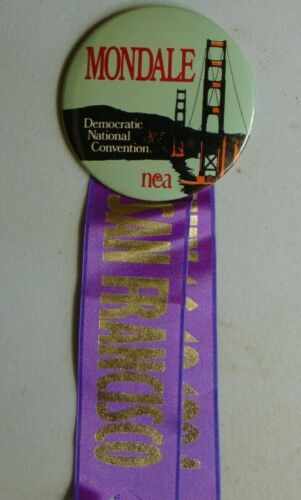 MONDALE
Democratic
National
Convention
nea
SAN FRANCISCO